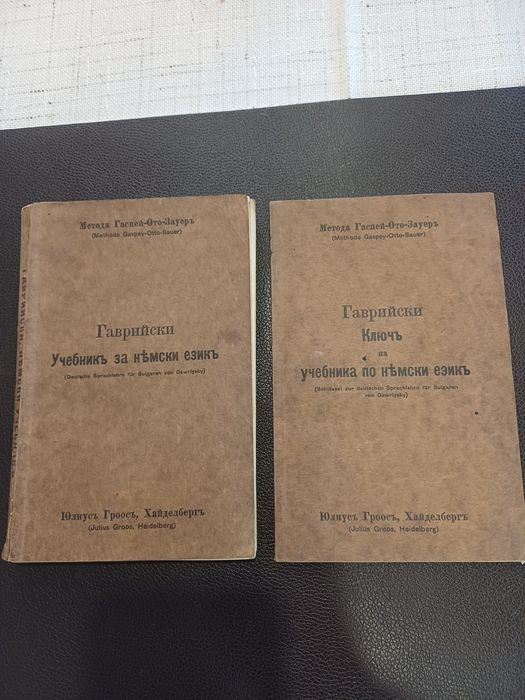 Метода Гаспей-Ото-Зауеръ
(Methode Gaspey-Otto-Sauer)
Гаврийски
Учебникъ за нѣмски езикъ
(Deutsche Sprachlehre für Bulgaren von Gawriysky)
Юлиусъ Гроосъ, Хайделбергъ
(Julius Groos, Heidelberg)
Метода Гаспей-Ото-Зауеръ
(Methode Gaspey-Otto-Sauer)
Гаврийски
Ключъ
на
учебника по нѣмски езикъ
(Schlüssel zur deutschen Sprachlehre für Bulgaren
von Gawriysky)
Юлиусъ Гроосъ, Хайделбергъ
(Julius Groos, Heidelberg)